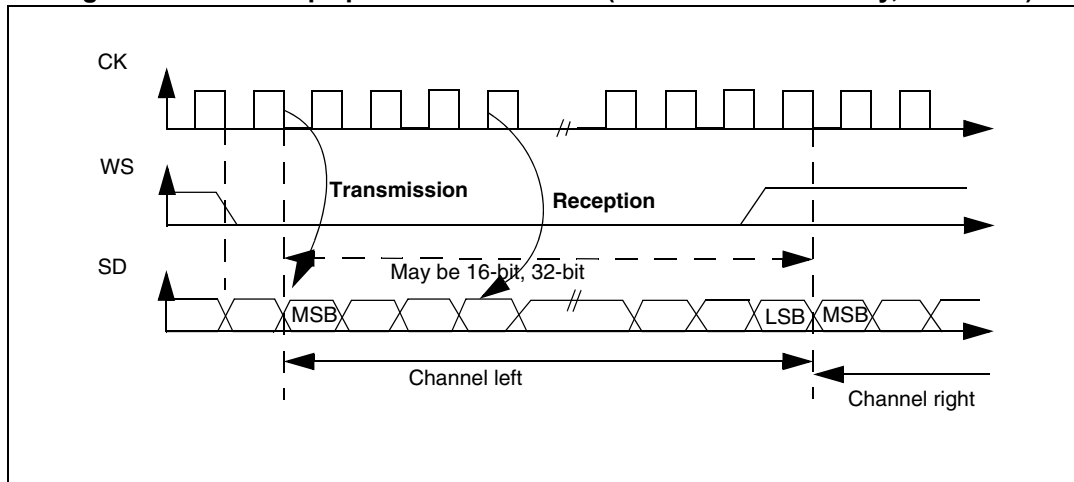 CK
WS
Transmission
Reception
SD
May be 16-bit, 32-bit
MSB
LSB
MSB
Channel left
Channel right